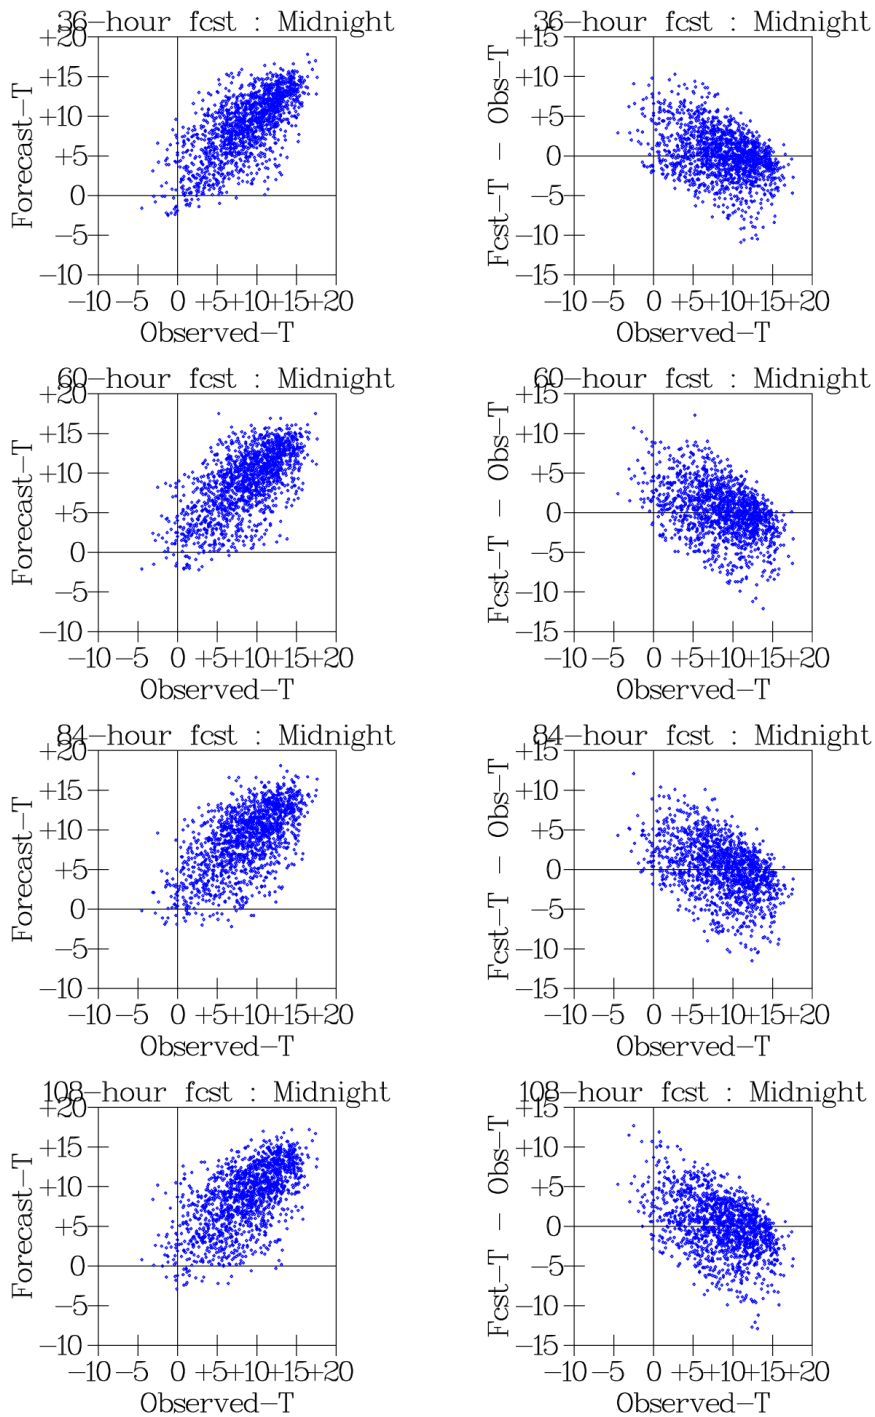 36-hour fcst : Midnight
Forecast-T
+20
+15
+10
+5
0
-5
-10
-10 -5 0 +5 +10 +15 +20
Observed-T
36-hour fcst : Midnight
Fcst-T - Obs-T
+15
+10
+5
0
-5
-10
-15
-10 -5 0 +5 +10 +15 +20
Observed-T
60-hour fcst : Midnight
Forecast-T
+20
+15
+10
+5
0
-5
-10
-10 -5 0 +5 +10 +15 +20
Observed-T
60-hour fcst : Midnight
Fcst-T - Obs-T
+15
+10
+5
0
-5
-10
-15
-10 -5 0 +5 +10 +15 +20
Observed-T
84-hour fcst : Midnight
Forecast-T
+20
+15
+10
+5
0
-5
-10
-10 -5 0 +5 +10 +15 +20
Observed-T
84-hour fcst : Midnight
Fcst-T - Obs-T
+15
+10
+5
0
-5
-10
-15
-10 -5 0 +5 +10 +15 +20
Observed-T
108-hour fcst : Midnight
Forecast-T
+20
+15
+10
+5
0
-5
-10
-10 -5 0 +5 +10 +15 +20
Observed-T
108-hour fcst : Midnight
Fcst-T - Obs-T
+15
+10
+5
0
-5
-10
-15
-10 -5 0 +5 +10 +15 +20
Observed-T